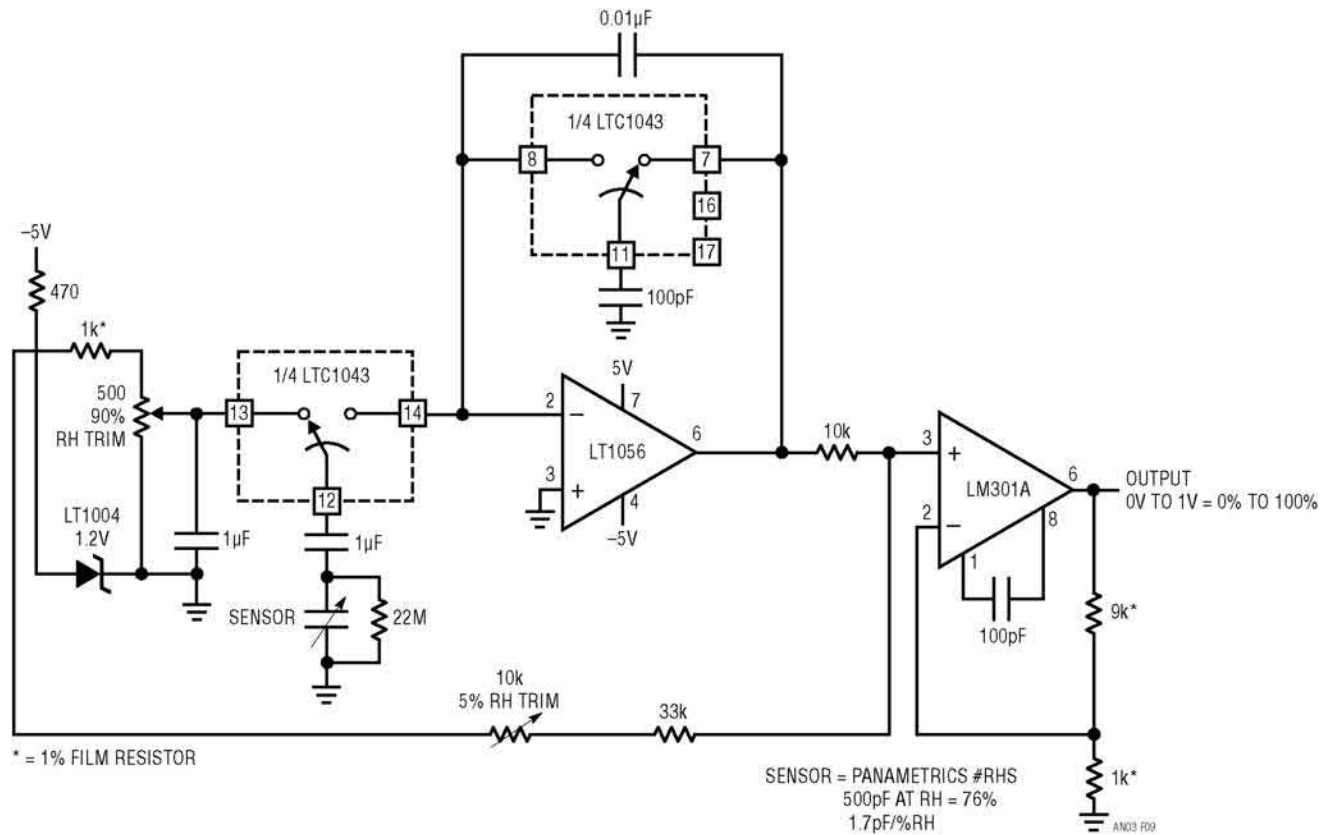 0.01µF
1/4 LTC1043
8
7
16
17
11
100pF
–5V
470
1k*
500
90%
RH TRIM
1/4 LTC1043
13
14
12
LT1004
1.2V
1µF
1µF
SENSOR
22M
5V
2
–
7
LT1056
6
3
+
4
–5V
10k
3
+
LM301A
6
2
–
8
1
100pF
OUTPUT
0V TO 1V = 0% TO 100%
9k*
1k*
10k
5% RH TRIM
33k
* = 1% FILM RESISTOR
SENSOR = PANAMETRICS #RHS
500pF AT RH = 76%
1.7pF/%RH
AN03 F09